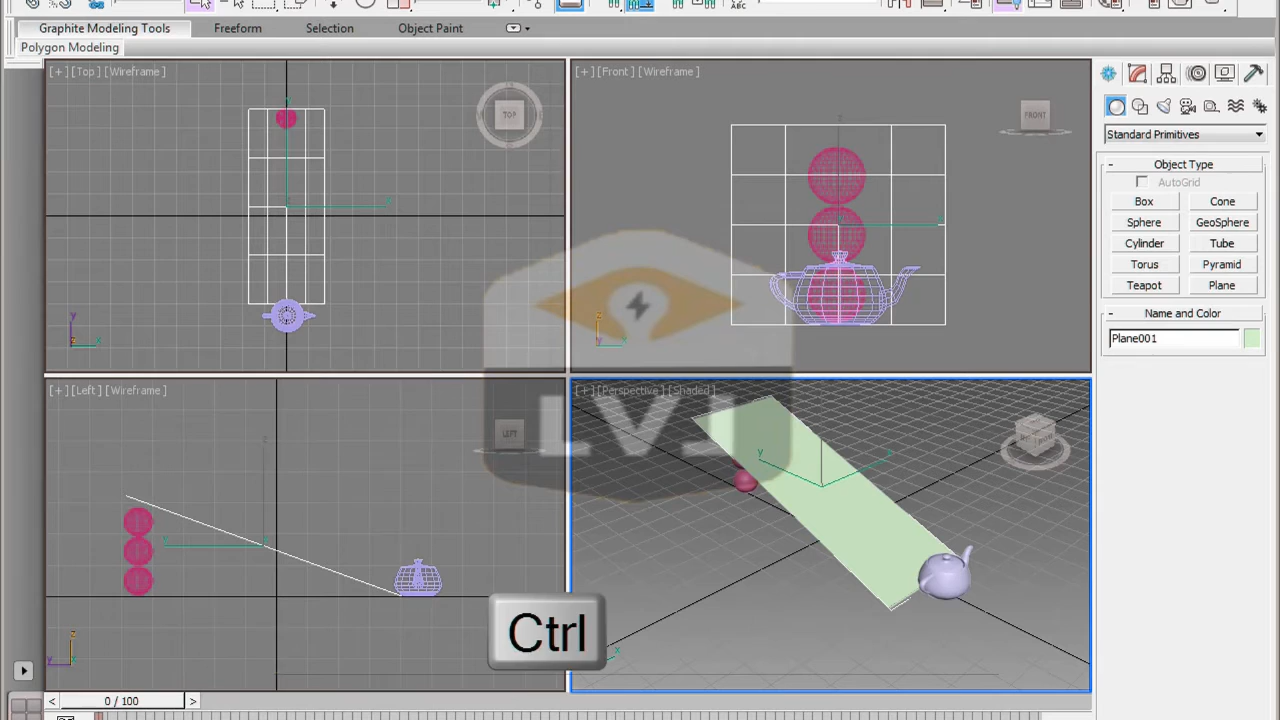 Graphite Modeling Tools Freeform Selection Object Paint
Polygon Modeling
[+] [Top] [Wireframe]
TOP
[+] [Front] [Wireframe]
FRONT
Standard Primitives
Object Type
AutoGrid
Box Cone
Sphere GeoSphere
Cylinder Tube
Torus Pyramid
Teapot Plane
Name and Color
Plane001
[+] [Left] [Wireframe]
LEFT
[+] [Perspective] [Shaded]
Ctrl
0 / 100